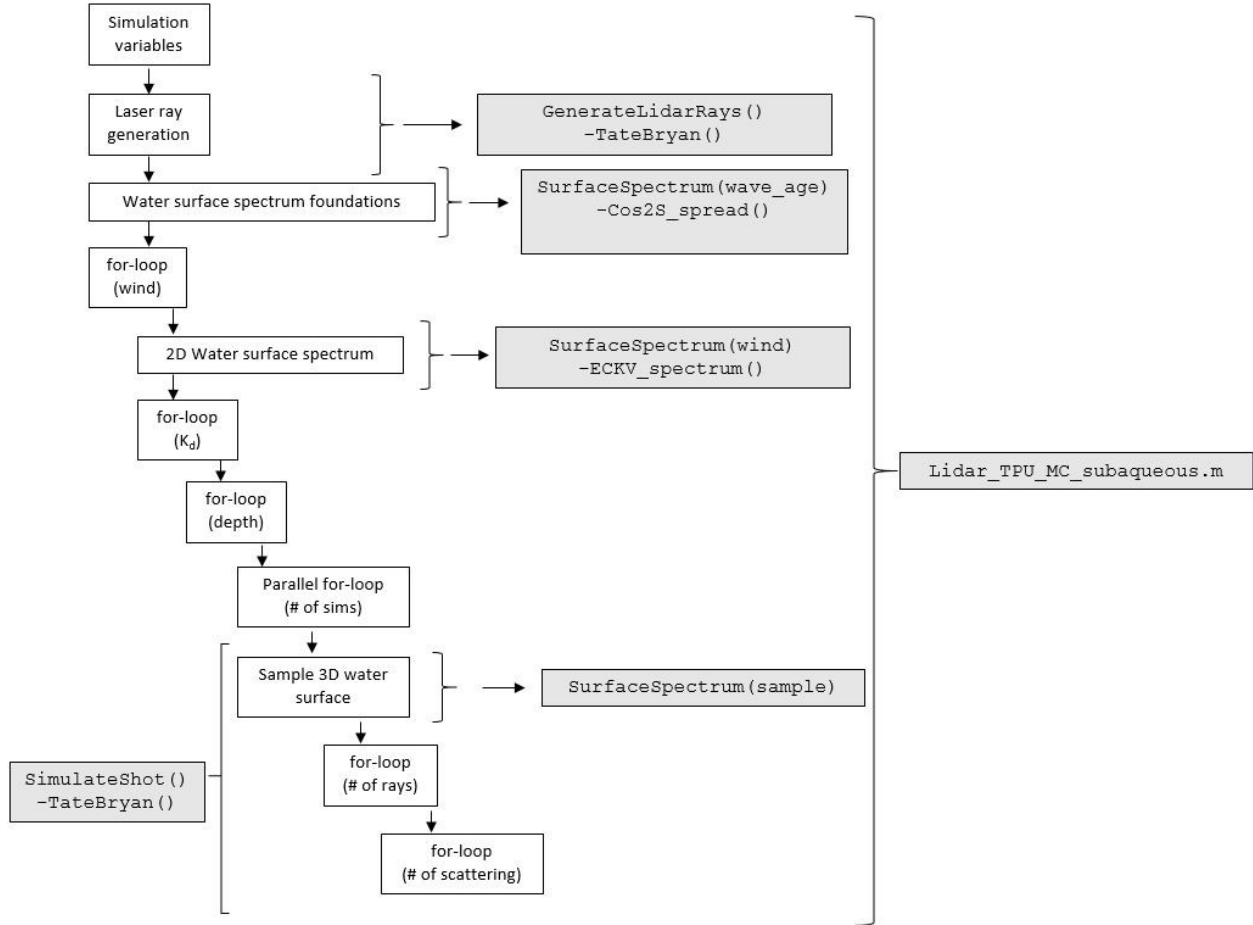 Simulation
variables
Laser ray
generation
GenerateLidarRays()
-TateBryan()
Water surface spectrum foundations
SurfaceSpectrum(wave_age)
-Cos2S_spread()
for-loop
(wind)
2D Water surface spectrum
SurfaceSpectrum(wind)
-ECKV_spectrum()
for-loop
(Kd)
Lidar_TPU_MC_subaqueous.m
for-loop
(depth)
Parallel for-loop
(# of sims)
Sample 3D water
surface
SurfaceSpectrum(sample)
for-loop
(# of rays)
SimulateShot()
-TateBryan()
for-loop
(# of scattering)